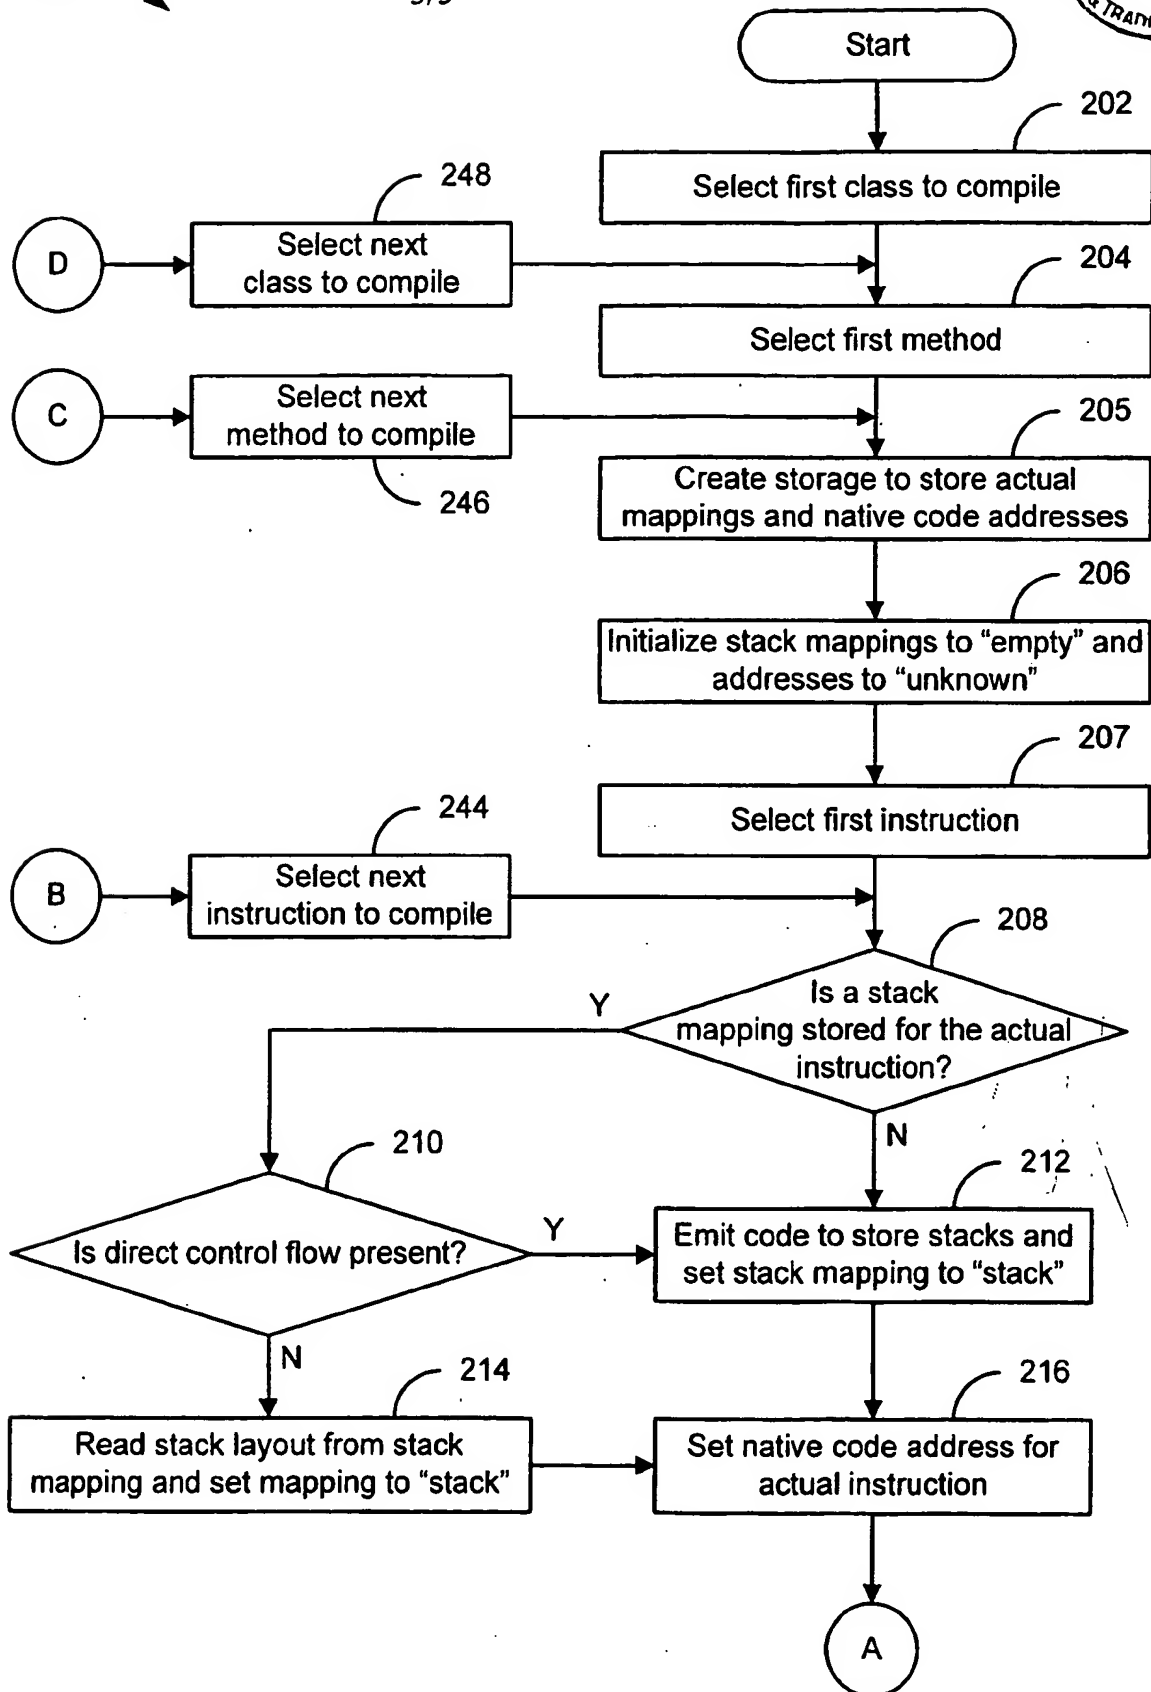 & TRAD
Start
202
Select first class to compile
248
Select next
class to compile
D
204
Select first method
C
Select next
method to compile
246
205
Create storage to store actual
mappings and native code addresses
206
Initialize stack mappings to “empty” and
addresses to “unknown”
207
Select first instruction
244
B
Select next
instruction to compile
208
Is a stack
mapping stored for the actual
instruction?
Y
N
210
Is direct control flow present?
Y
N
212
Emit code to store stacks and
set stack mapping to “stack”
214
Read stack layout from stack
mapping and set mapping to “stack”
216
Set native code address for
actual instruction
A